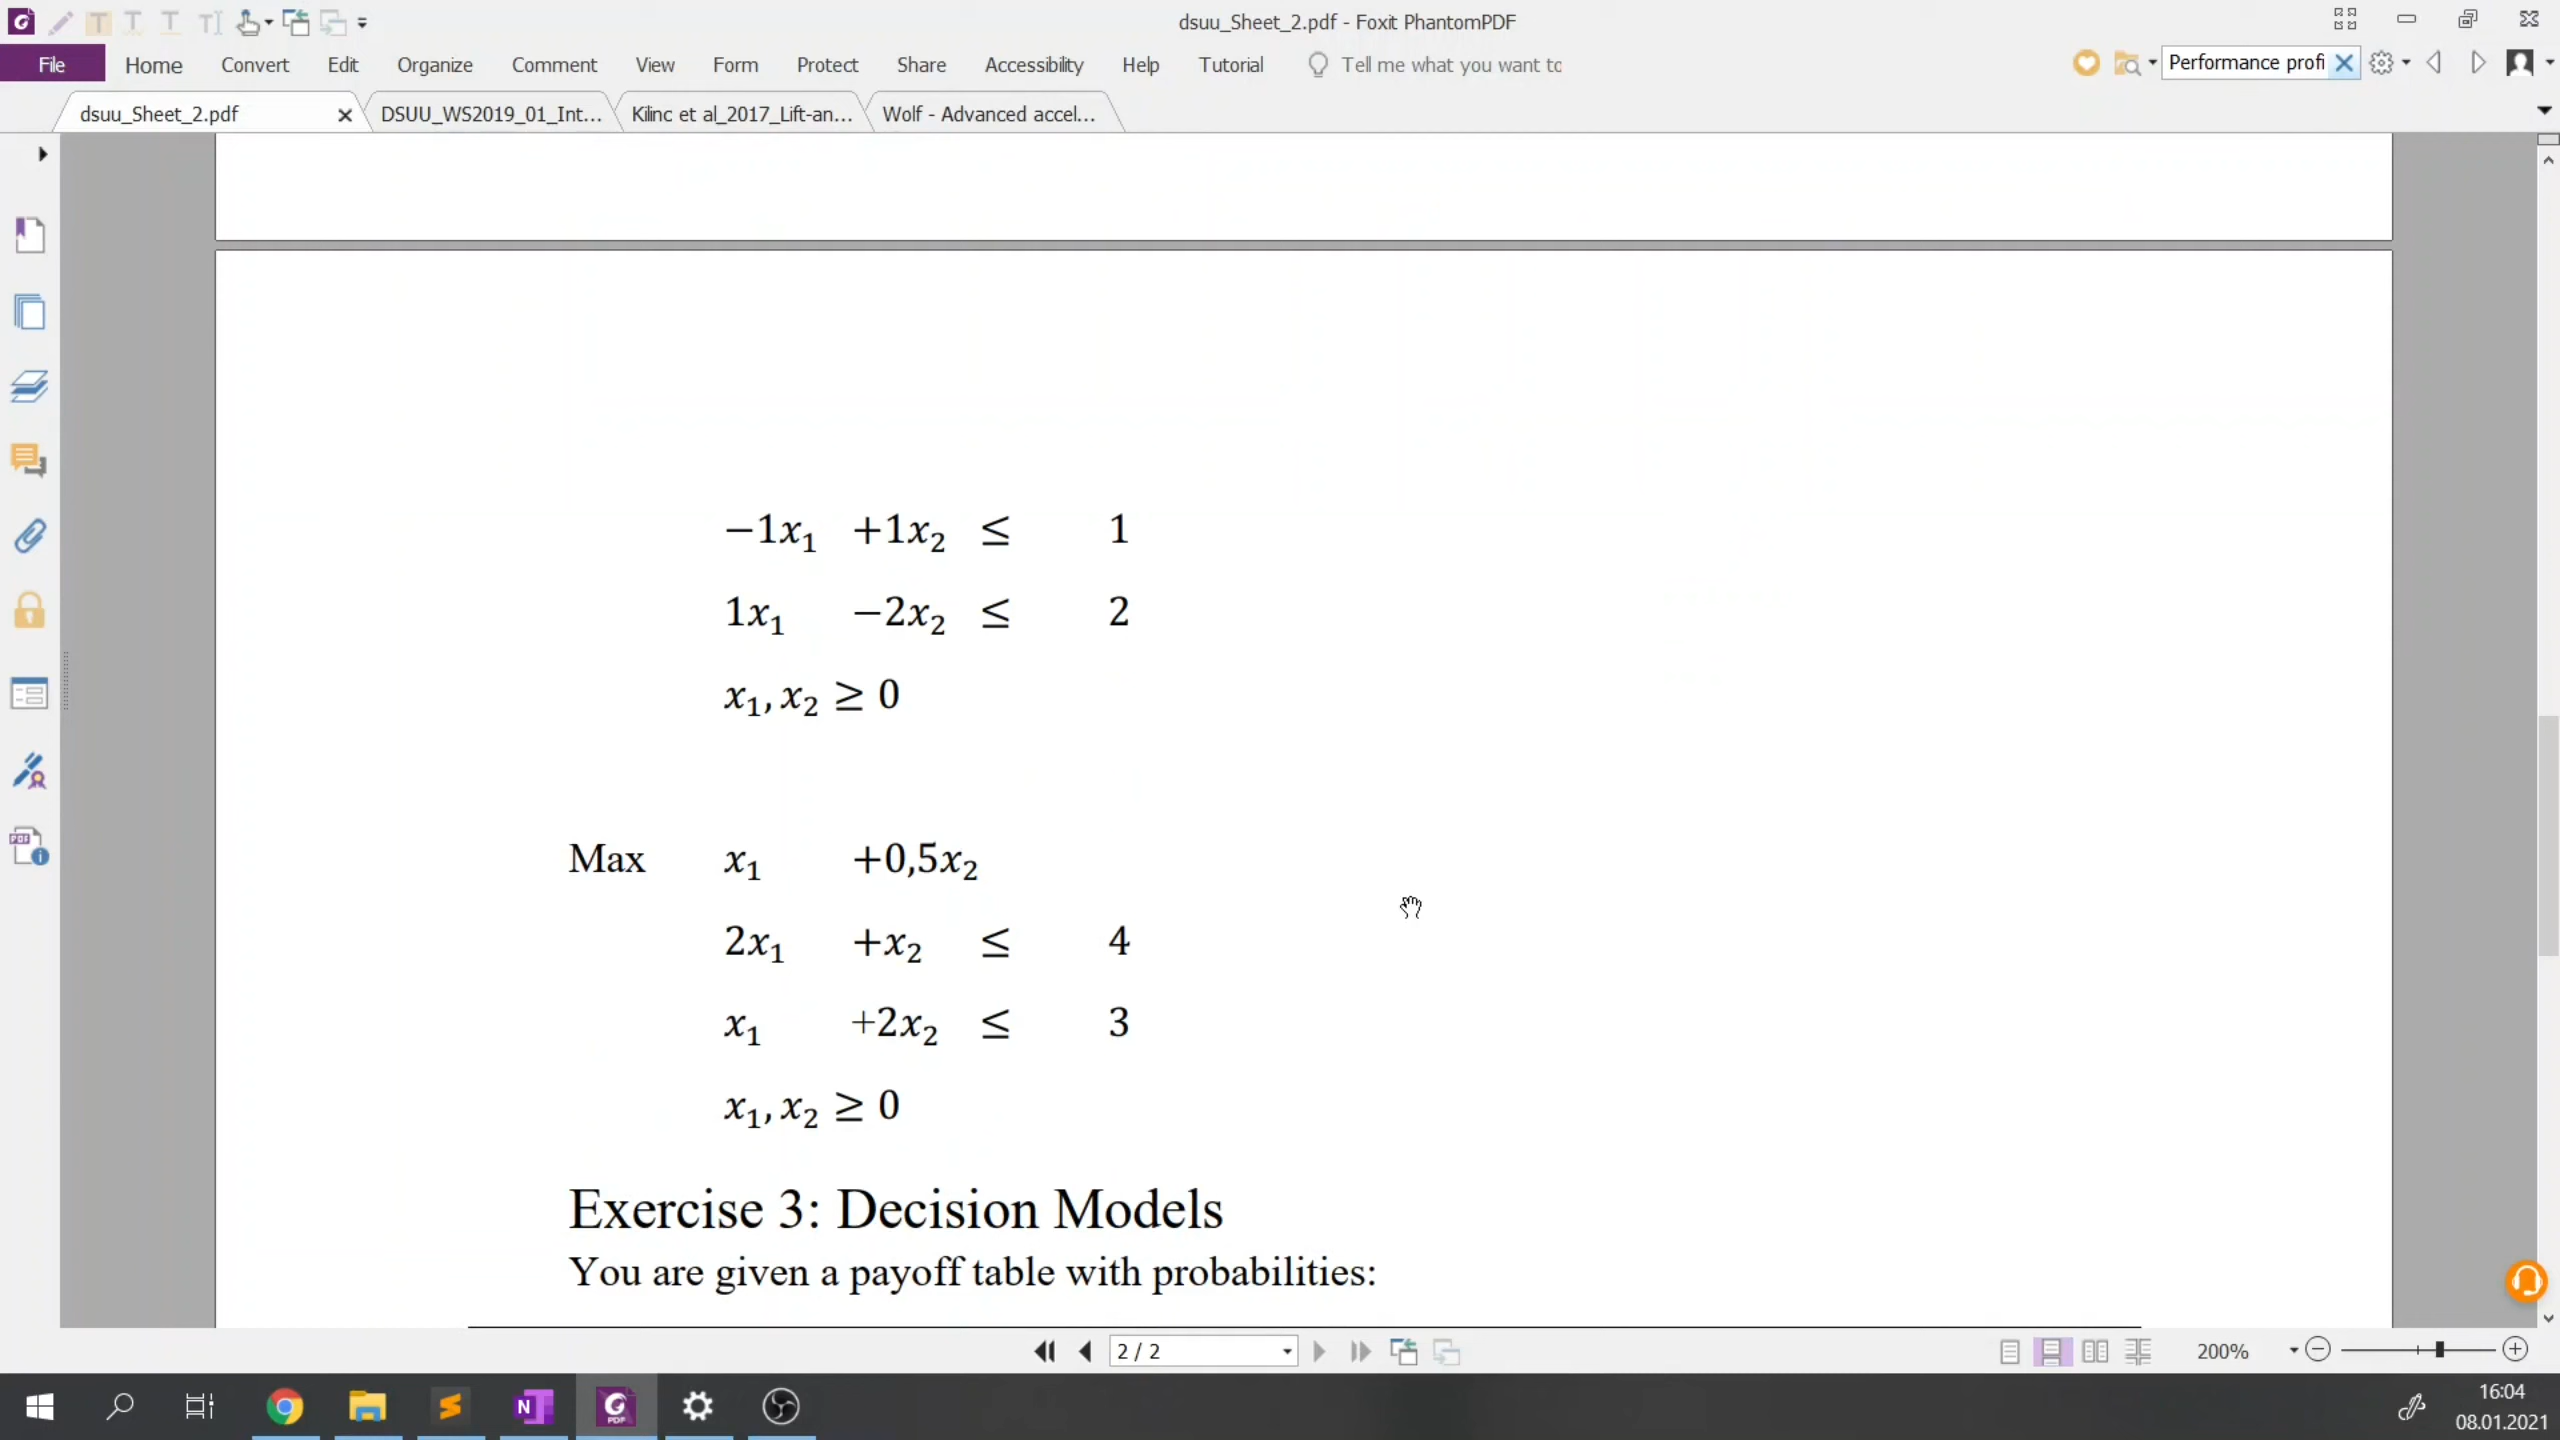 dsuu_Sheet_2.pdf - Foxit PhantomPDF
File Home Convert Edit Organize Comment View Form Protect Share Accessibility Help Tutorial Tell me what you want to
Performance profi
dsuu_Sheet_2.pdf DSUU_WS2019_01_Int... Kilinc et al_2017_Lift-an... Wolf - Advanced accel...
−1x₁ +1x₂ ≤ 1
1x₁ −2x₂ ≤ 2
x₁, x₂ ≥ 0
Max x₁ +0,5x₂
2x₁ +x₂ ≤ 4
x₁ +2x₂ ≤ 3
x₁, x₂ ≥ 0
Exercise 3: Decision Models
You are given a payoff table with probabilities:
2 / 2
200%
16:04
08.01.2021